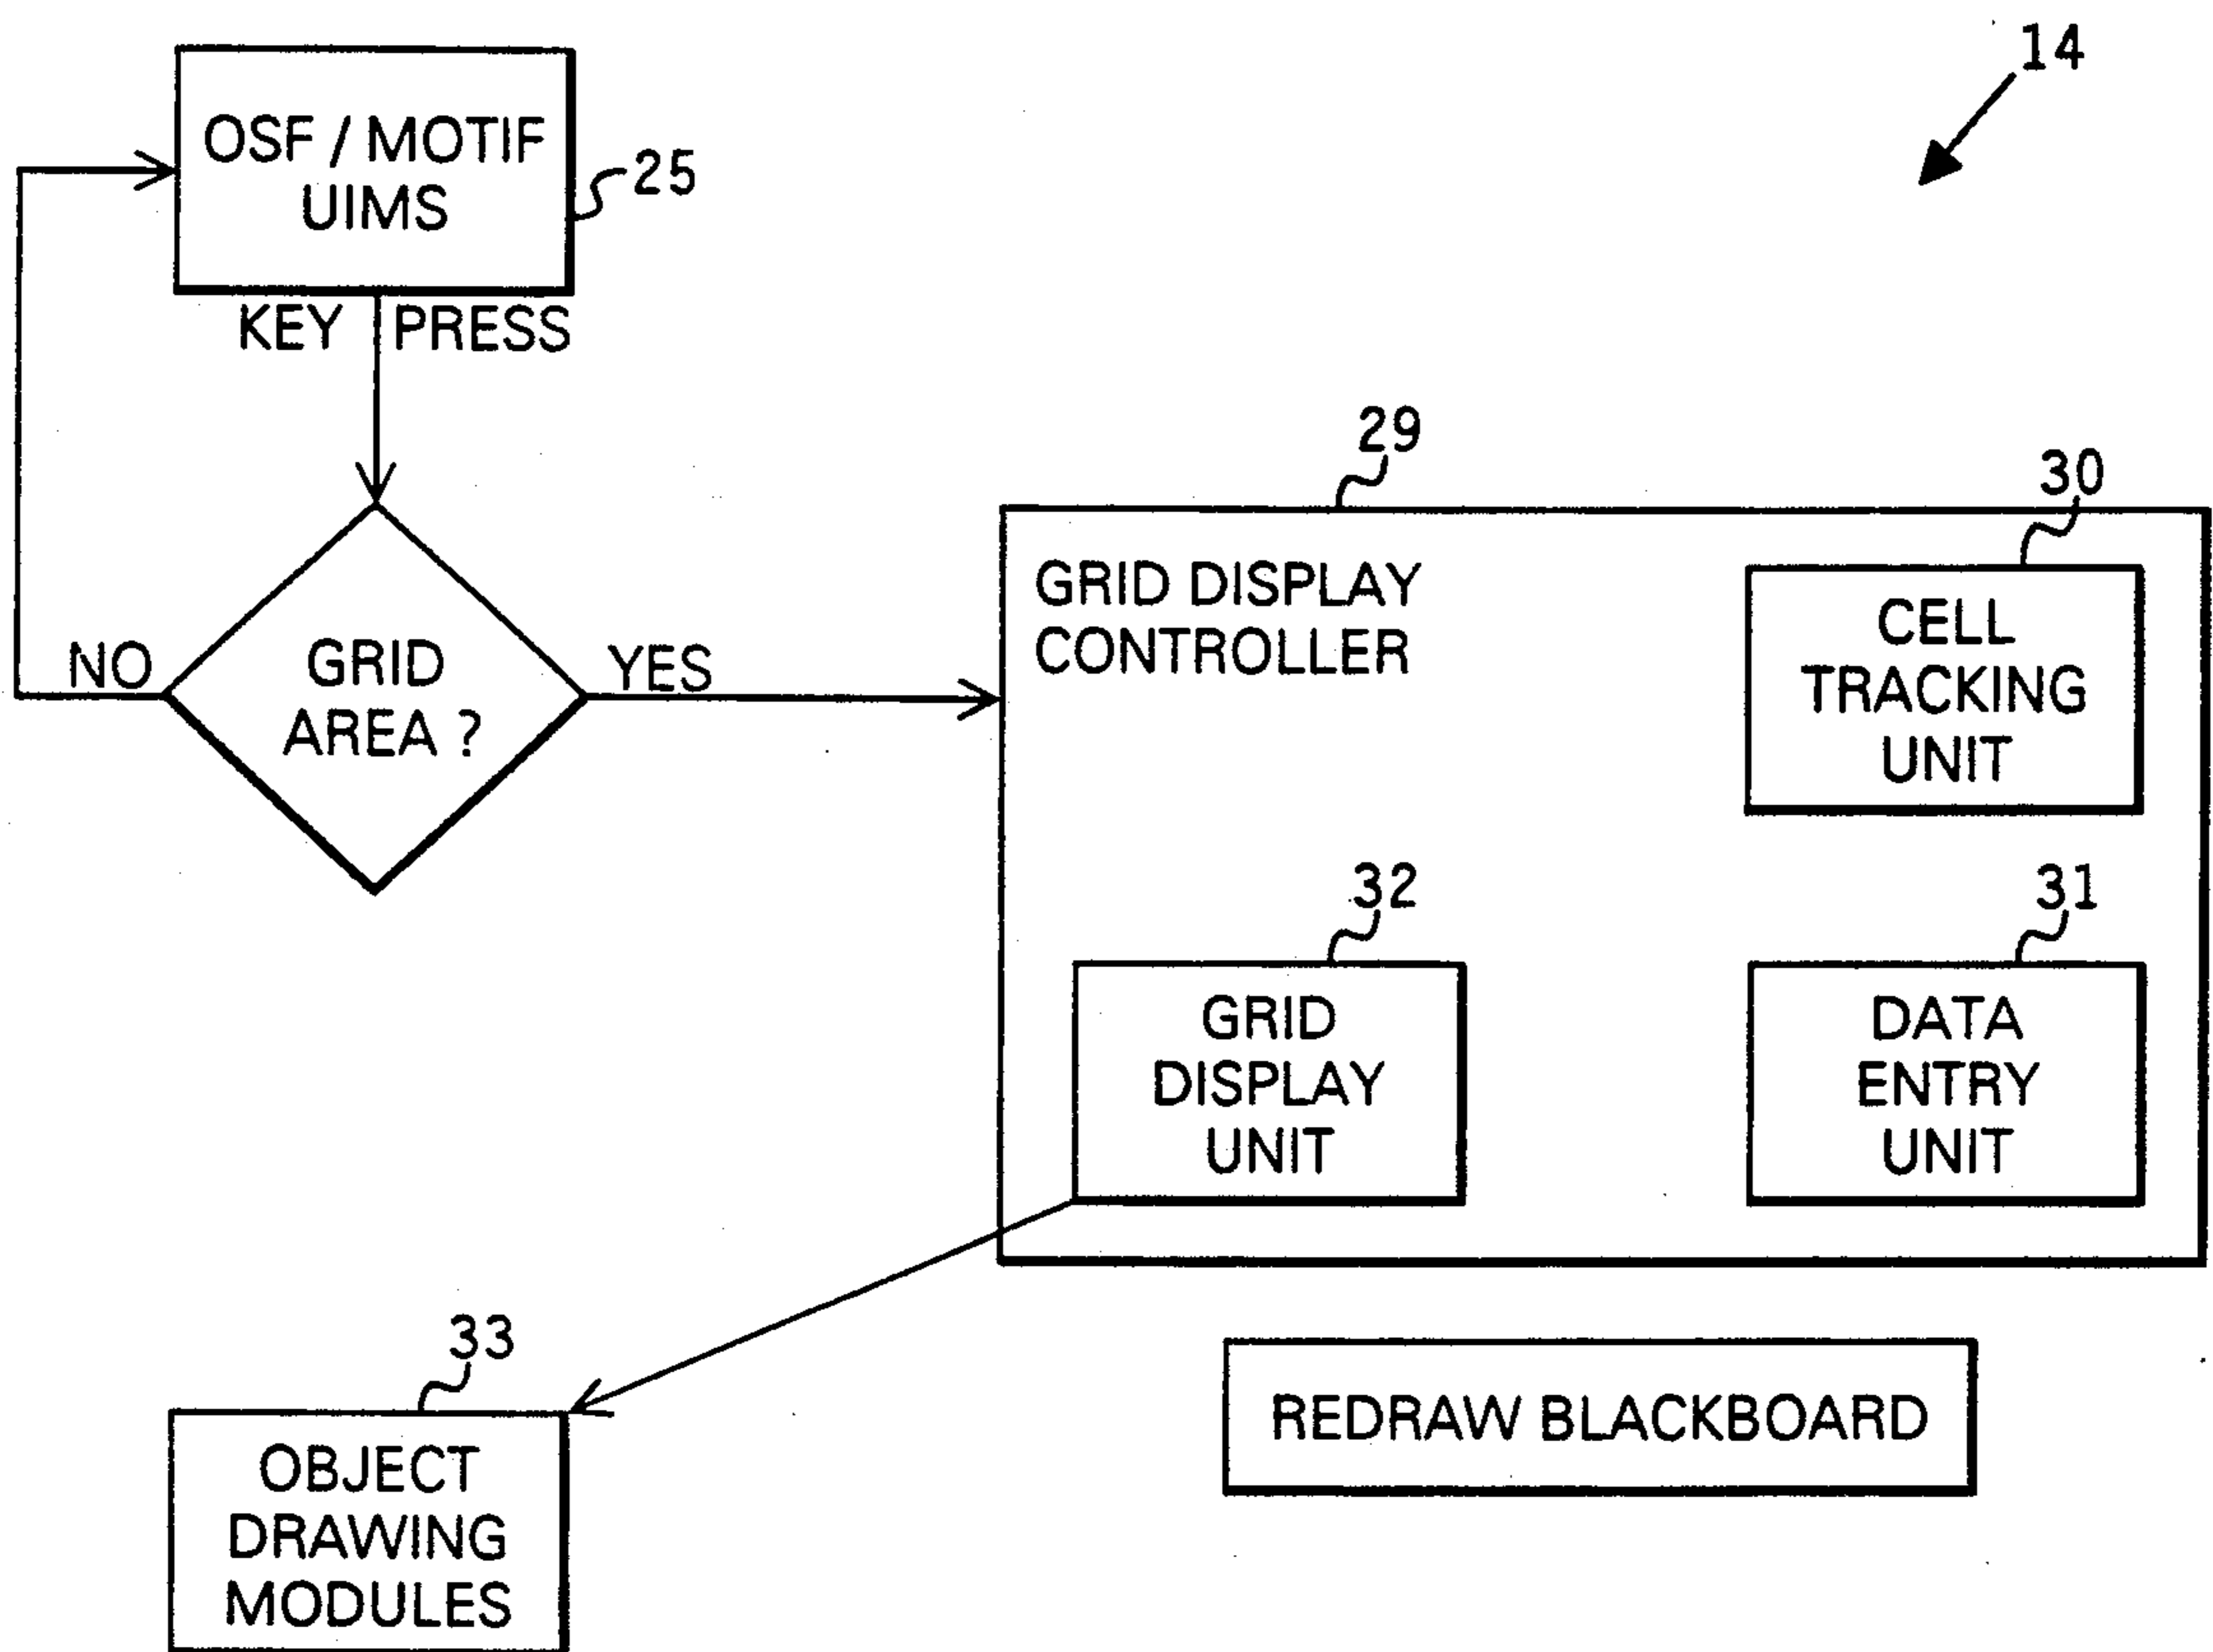 14
OSF / MOTIF
UIMS
25
KEY PRESS
GRID
AREA ?
NO
YES
29
GRID DISPLAY
CONTROLLER
30
CELL
TRACKING
UNIT
32
GRID
DISPLAY
UNIT
31
DATA
ENTRY
UNIT
33
OBJECT
DRAWING
MODULES
REDRAW BLACKBOARD